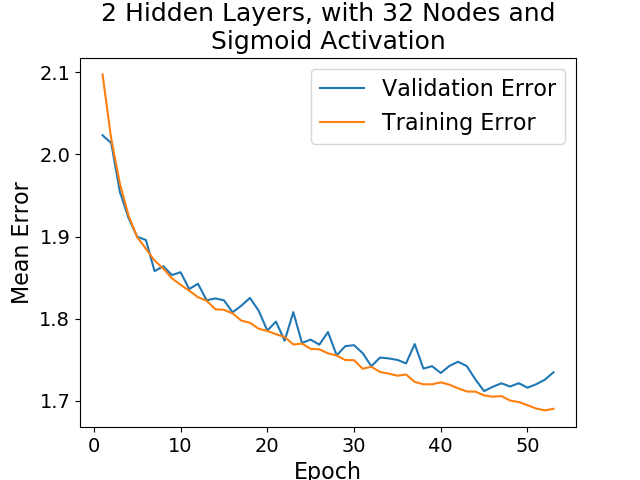 2 Hidden Layers, with 32 Nodes and
Sigmoid Activation
Validation Error
Training Error
Mean Error
2.1
2.0
1.9
1.8
1.7
0 10 20 30 40 50
Epoch